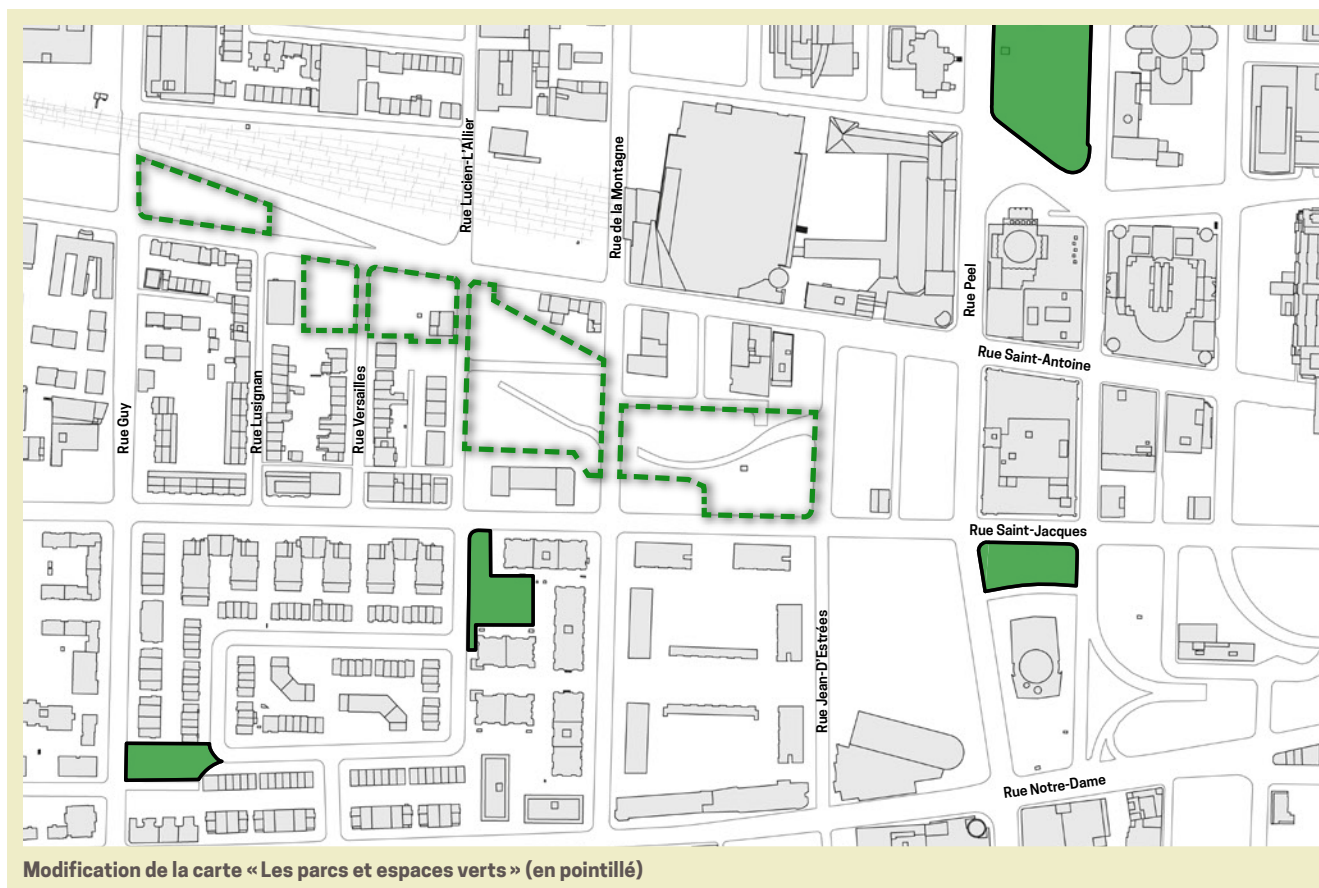 Rue Lucien-L'Allier
Rue de la Montagne
Rue Peel
Rue Saint-Antoine
Rue Guy
Rue Lusignan
Rue Versailles
Rue Saint-Jacques
Rue Jean-D'Estrées
Rue Notre-Dame
Modification de la carte « Les parcs et espaces verts » (en pointillé)